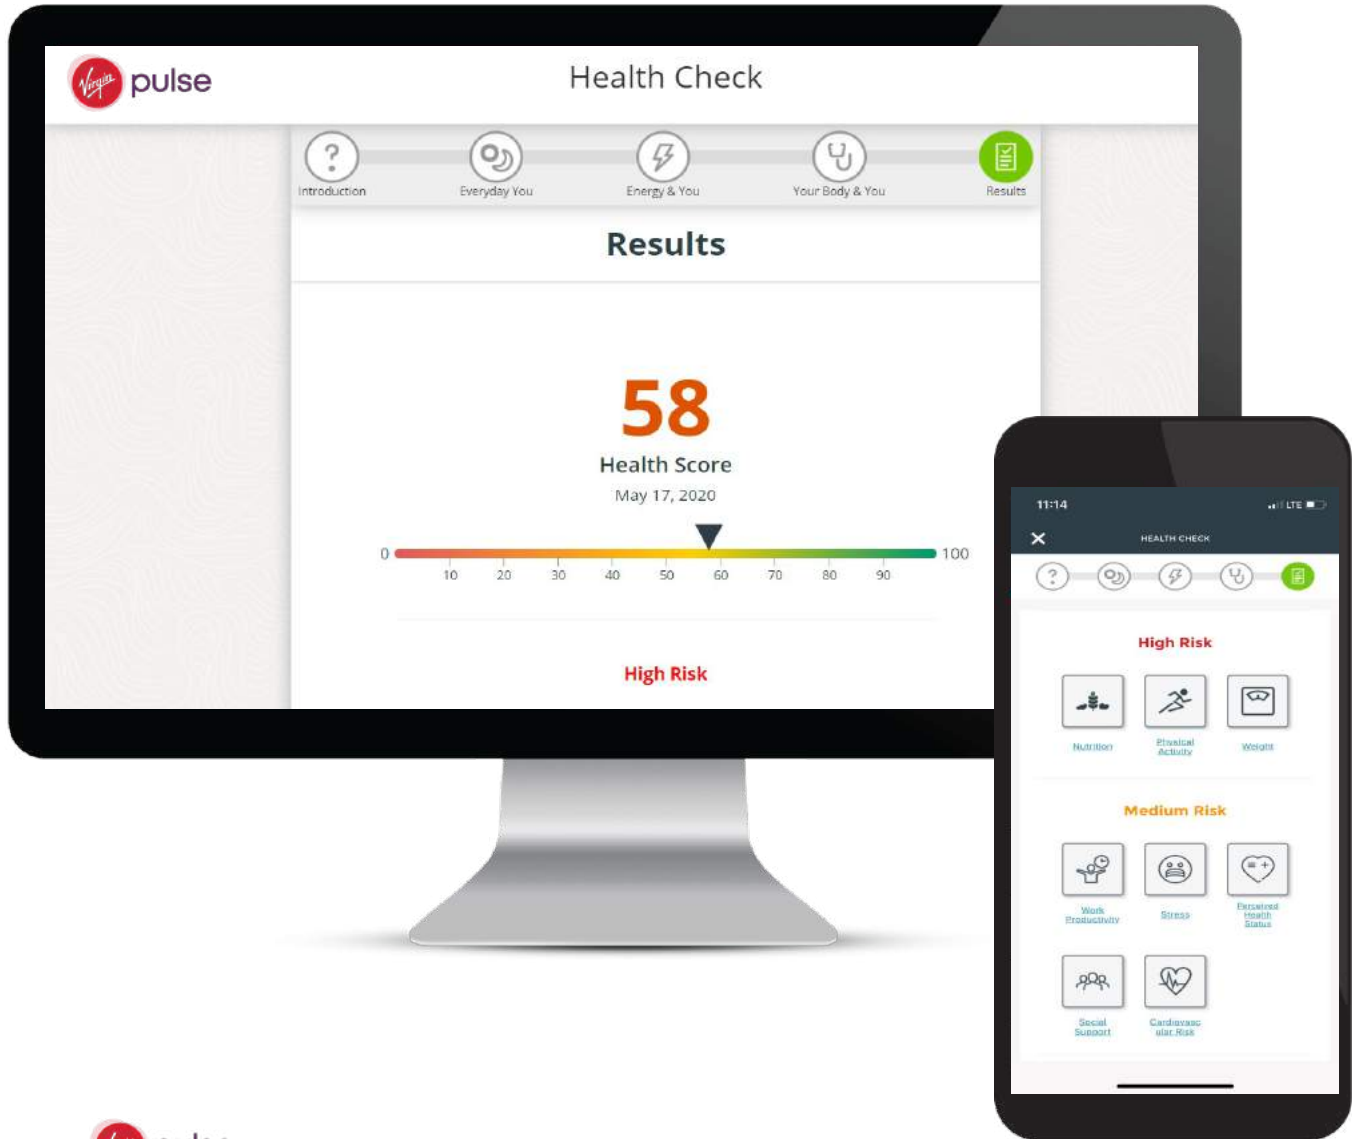 Virgin pulse
Health Check
?
Introduction
Everyday You
Energy & You
Your Body & You
Results
Results
58
Health Score
May 17, 2020
0
100
10 20 30 40 50 60 70 80 90
High Risk
11:14
LTE
HEALTH CHECK
?
High Risk
Nutrition
Physical
Activity
Weight
Medium Risk
Work
Productivity
Stress
Perceived
Health
Status
Social
Support
Cardiovasc
ular Risk